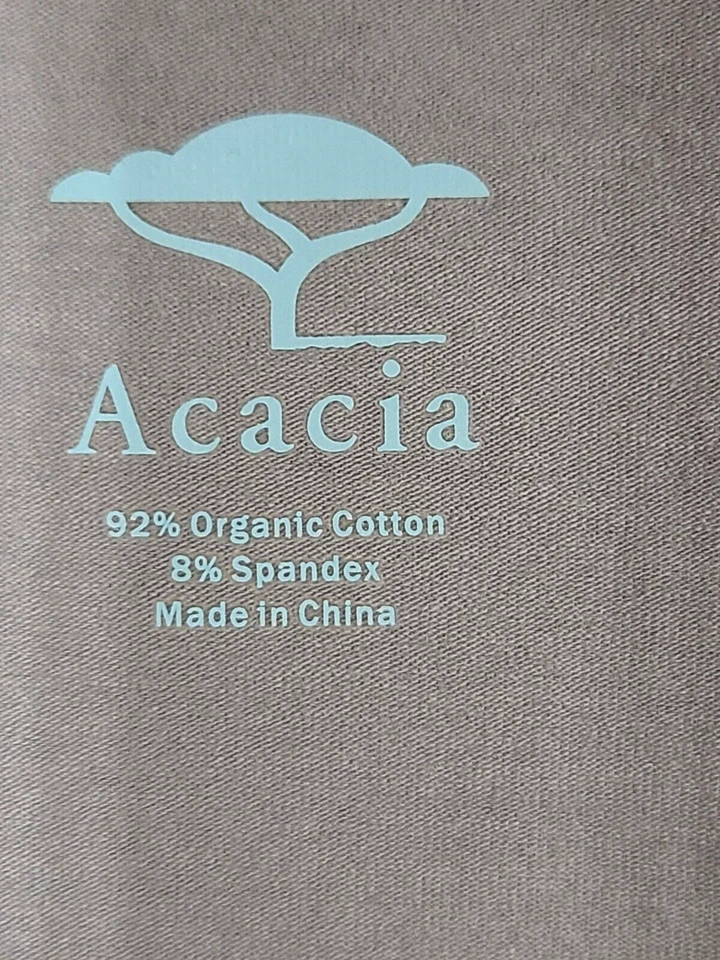 Acacia
92% Organic Cotton
8% Spandex
Made in China